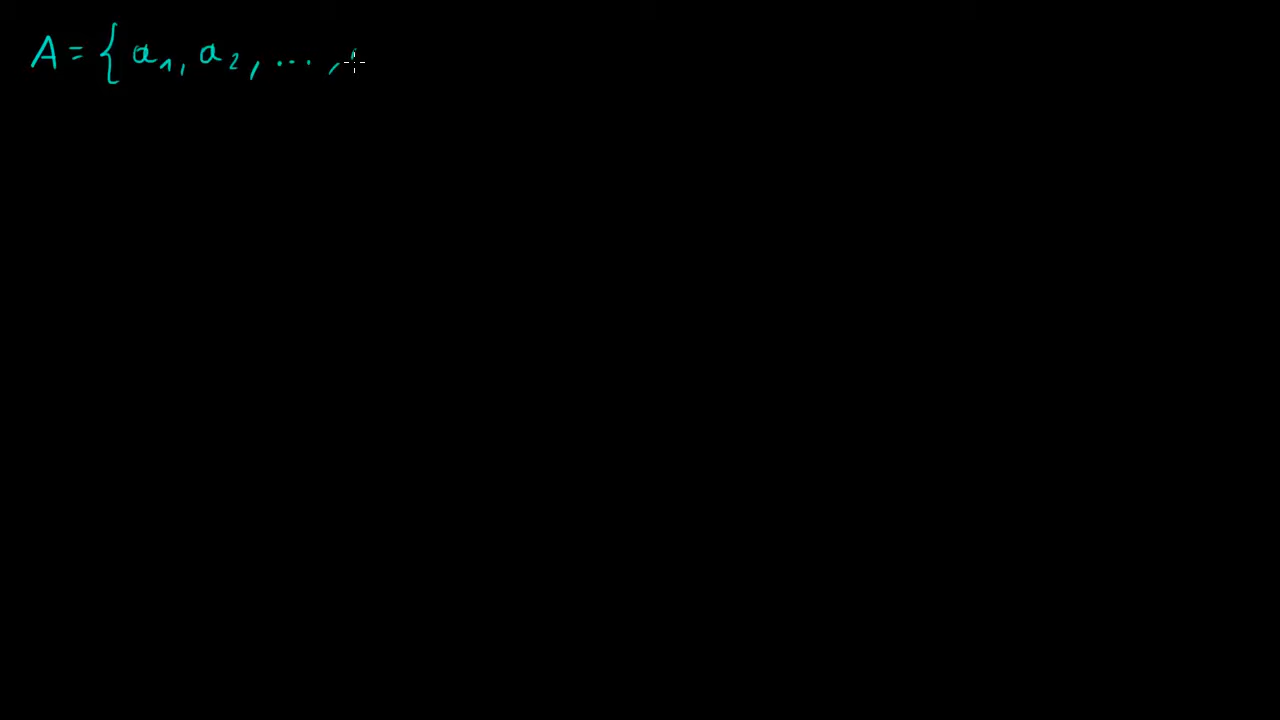 A = { a₁, a₂, ... ,